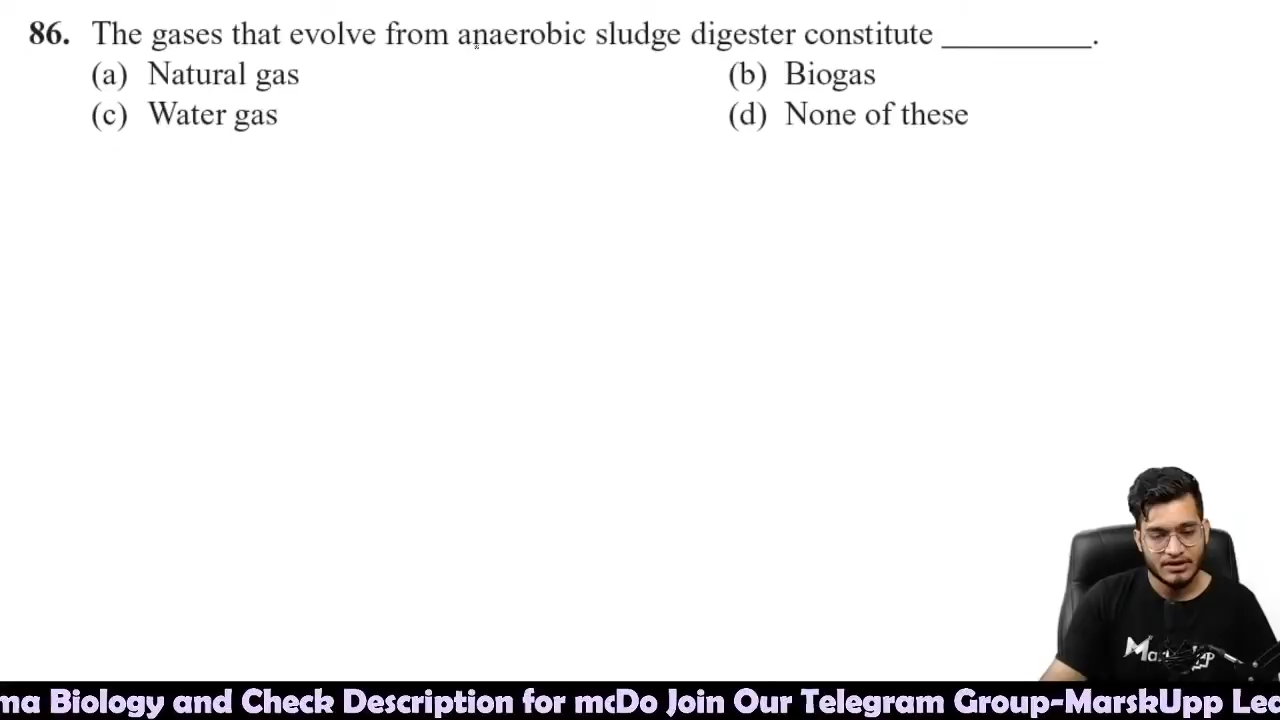 86. The gases that evolve from anaerobic sludge digester constitute __________.
(a) Natural gas (b) Biogas
(c) Water gas (d) None of these
ma Biology and Check Description for mcDo Join Our Telegram Group-MarskUpp Lea